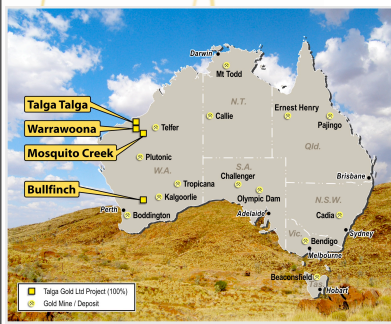 Darwin
Mt Todd
Talga Talga
Warrawoona
Mosquito Creek
Bullfinch
N.T.
Callie
Ernest Henry
Pajingo
Telfer
Qld.
Plutonic
W.A.
Tropicana
Kalgoorlie
S.A.
Challenger
Olympic Dam
Brisbane
Perth
Boddington
Adelaide
N.S.W.
Cadia
Sydney
Vic.
Bendigo
Melbourne
Beaconsfield
Tas
Hobart
Talga Gold Ltd Project (100%)
Gold Mine / Deposit